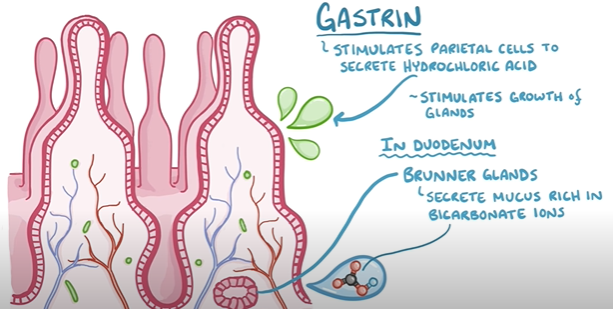 GASTRIN
STIMULATES PARIETAL CELLS TO
SECRETE HYDROCHLORIC ACID
~STIMULATES GROWTH of
GLANDS
IN DUODENUM
BRUNNER GLANDS
SECRETE MUCUS RICH IN
BICARBONATE IONS